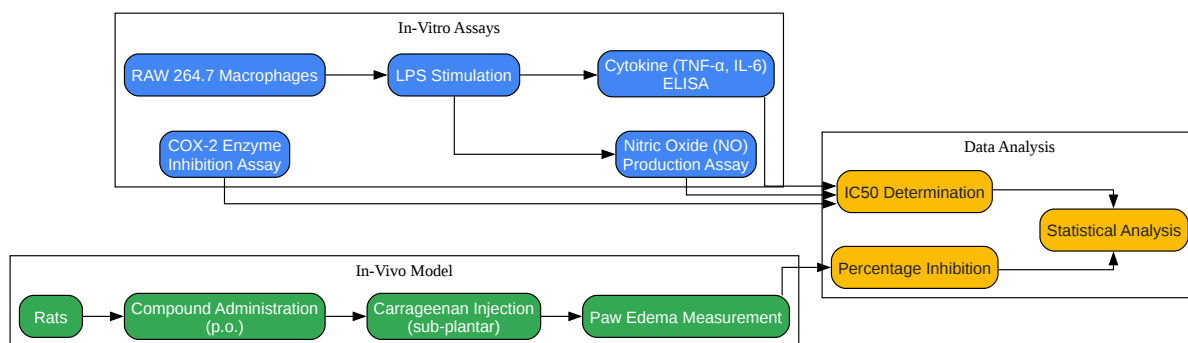 In-Vitro Assays
RAW 264.7 Macrophages
LPS Stimulation
Cytokine (TNF-α, IL-6)
ELISA
COX-2 Enzyme
Inhibition Assay
Nitric Oxide (NO)
Production Assay
Data Analysis
IC50 Determination
Statistical Analysis
Percentage Inhibition
In-Vivo Model
Rats
Compound Administration
(p.o.)
Carrageenan Injection
(sub-plantar)
Paw Edema Measurement